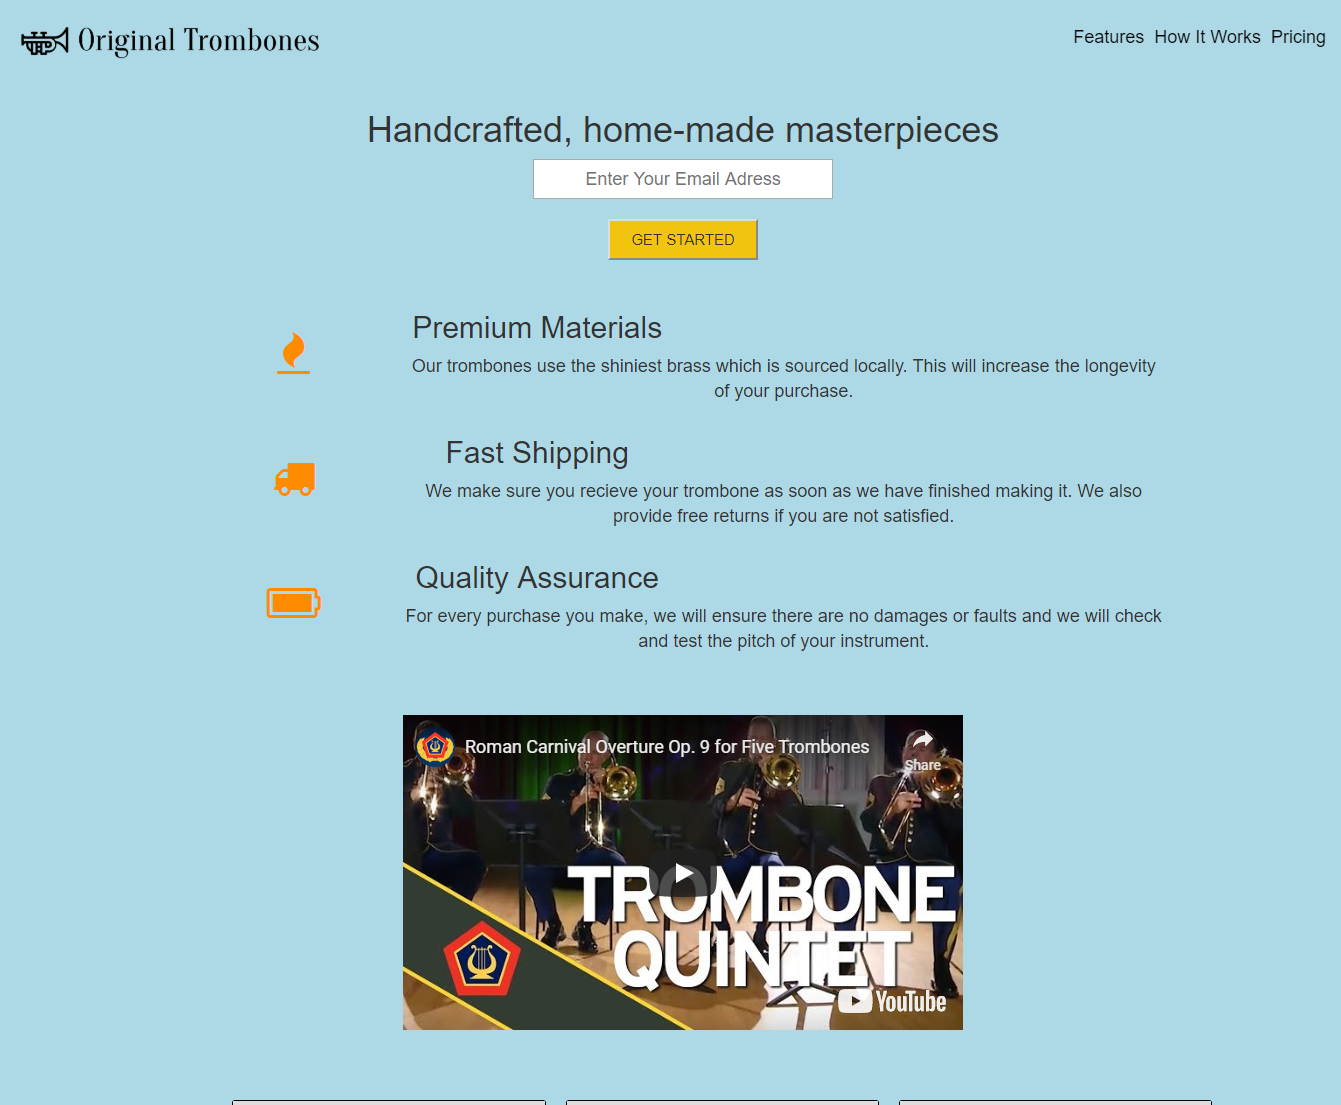 Original Trombones
Features How It Works Pricing
Handcrafted, home-made masterpieces
Enter Your Email Adress
GET STARTED
Premium Materials
Our trombones use the shiniest brass which is sourced locally. This will increase the longevity
of your purchase.
Fast Shipping
We make sure you recieve your trombone as soon as we have finished making it. We also
provide free returns if you are not satisfied.
Quality Assurance
For every purchase you make, we will ensure there are no damages or faults and we will check
and test the pitch of your instrument.
Roman Carnival Overture Op. 9 for Five Trombones
Share
TROMBONE
QUINTET
YouTube